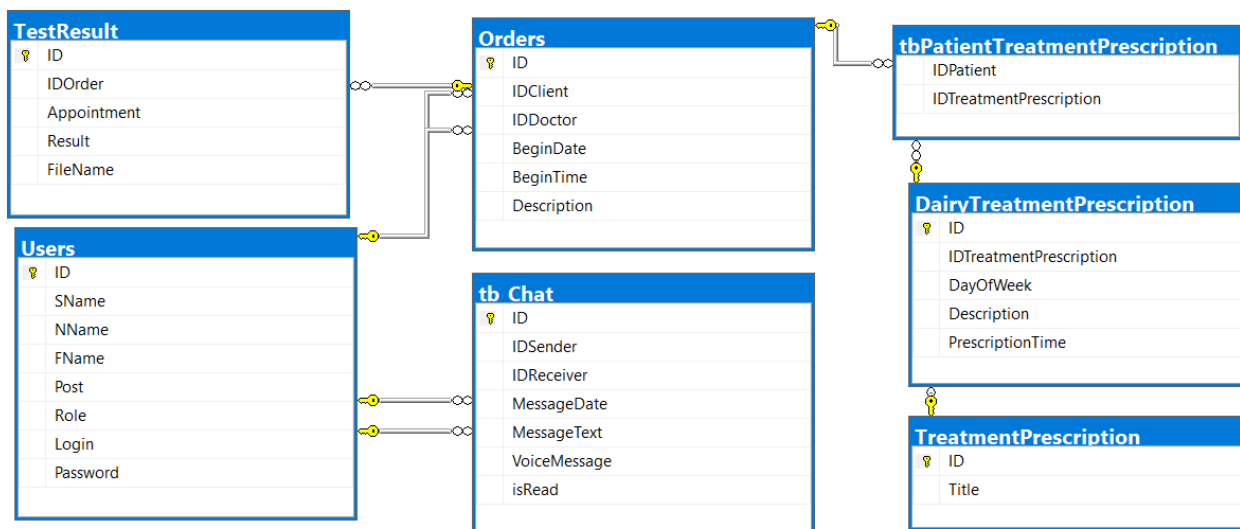 TestResult
ID
IDOrder
Appointment
Result
FileName
Orders
ID
IDClient
IDDoctor
BeginDate
BeginTime
Description
tbPatientTreatmentPrescription
IDPatient
IDTreatmentPrescription
Users
ID
SName
NName
FName
Post
Role
Login
Password
tb_Chat
ID
IDSender
IDReceiver
MessageDate
MessageText
VoiceMessage
isRead
DairyTreatmentPrescription
ID
IDTreatmentPrescription
DayOfWeek
Description
PrescriptionTime
TreatmentPrescription
ID
Title